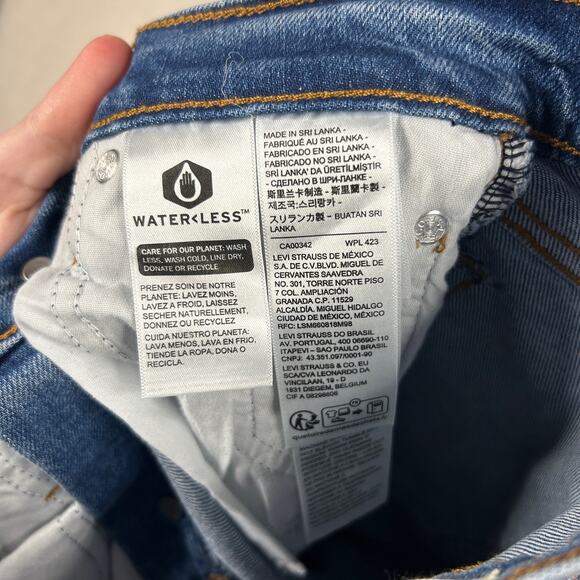 WATER<LESS™
CARE FOR OUR PLANET: WASH
LESS, WASH COLD, LINE DRY,
DONATE OR RECYCLE
PRENEZ SOIN DE NOTRE
PLANETE: LAVEZ MOINS,
LAVEZ A FROID, LAISSEZ
SECHER NATURELLEMENT,
DONNEZ OU RECYCLEZ
CUIDA NUESTRO PLANETA:
LAVA MENOS, LAVA EN FRIO,
TIENDE LA ROPA, DONA O
RECICLA.
MADE IN SRI LANKA -
FABRIQUÉ AU SRI LANKA -
FABRICADO EN SRI LANKA -
FABRICADO NO SRI LANKA -
SRİ LANKA' DA ÜRETİLMİŞTİR
- СДЕЛАНО В ШРИ-ЛАНКЕ -
斯里兰卡制造 - 斯里蘭卡製 -
제조국:스리랑카 -
スリランカ製 - BUATAN SRI
LANKA
CA00342 WPL 423
LEVI STRAUSS DE MÉXICO
S.A. DE C.V.BLVD. MIGUEL DE
CERVANTES SAAVEDRA
NO. 301, TORRE NORTE PISO
7 COL. AMPLIACIÓN
GRANADA C.P. 11529
ALCALDÍA. MIGUEL HIDALGO
CIUDAD DE MÉXICO, MÉXICO
RFC: LSM660818M98
LEVI STRAUSS DO BRASIL
AV. PORTUGAL, 400 06690-110
ITAPEVI – SP BRASIL
CNPJ: 43.351.097/0001-90
LEVI STRAUSS & CO. EU
SCA/CVA LEONARDO DA
VINCILAAN, 19 - D
1831 DIEGEM, BELGIUM
CIF A 08298606
FR